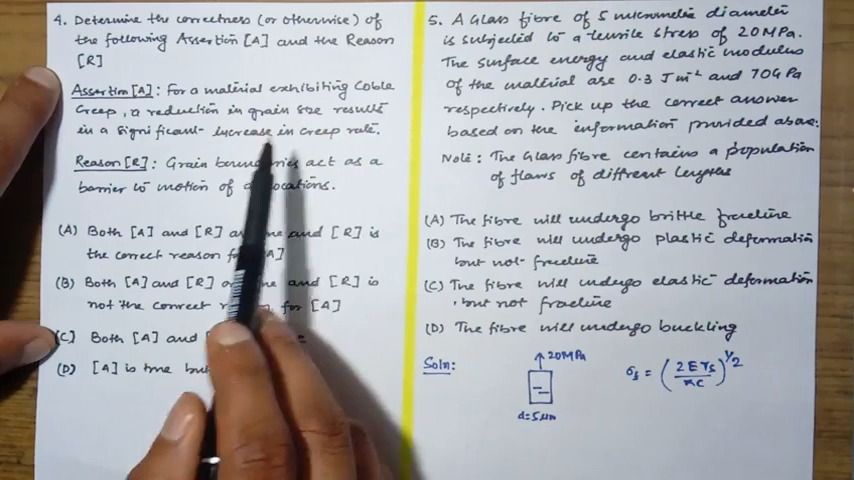 4. Determine the correctness (or otherwise) of
the following Assertion [A] and the Reason
[R]
Assertion [A] : For a material exhibiting Coble
Creep, a reduction in grain size results
in a significant increase in creep rate.
Reason [R] : Grain boundaries act as a
barrier to motion of dislocations.
(A) Both [A] and [R] are and [R] is
the correct reason for [A]
(B) Both [A] and [R] are and [R] is
not the correct reason for [A]
(C) Both [A] and
(D) [A] is true but
5. A Glass fibre of 5 micrometre diameter
is subjected to a tensile stress of 20 MPa.
The surface energy and elastic modulus
of the material are 0.3 Jm⁻² and 70 GPa
respectively. Pick up the correct answer
based on the information provided above.
Note : The Glass fibre contains a population
of flaws of different lengths
(A) The fibre will undergo brittle fracture
(B) The fibre will undergo plastic deformation
but not fracture
(C) The fibre will undergo elastic deformation
but not fracture
(D) The fibre will undergo buckling
Soln:
20MPa
d=5μm
σf = (2Eγs/πc)^1/2